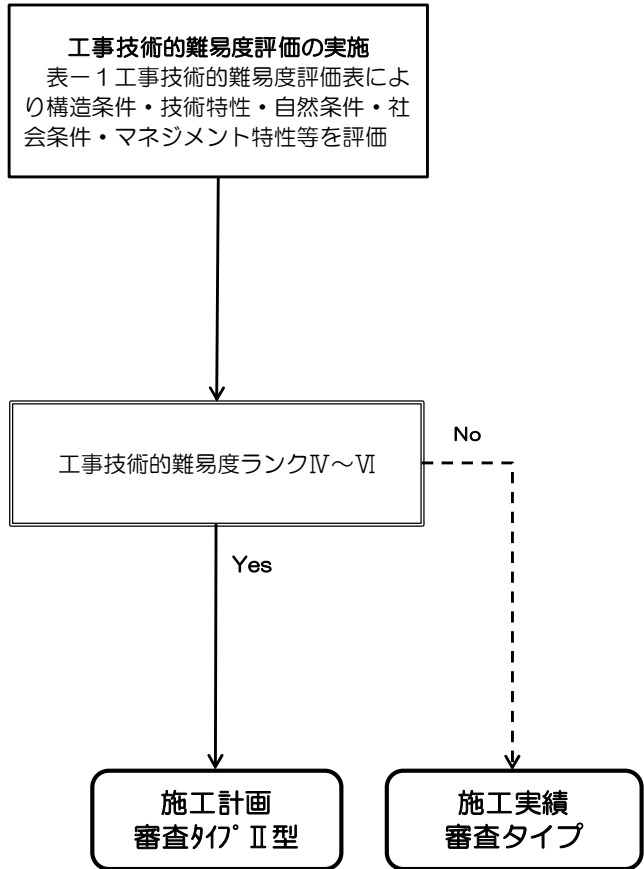 工事技術的難易度評価の実施
表－１工事技術的難易度評価表によ
り構造条件・技術特性・自然条件・社
会条件・マネジメント特性等を評価
工事技術的難易度ランクⅣ～Ⅵ
No
Yes
施工計画
審査ﾀｲﾌﾟⅡ型
施工実績
審査タイプ